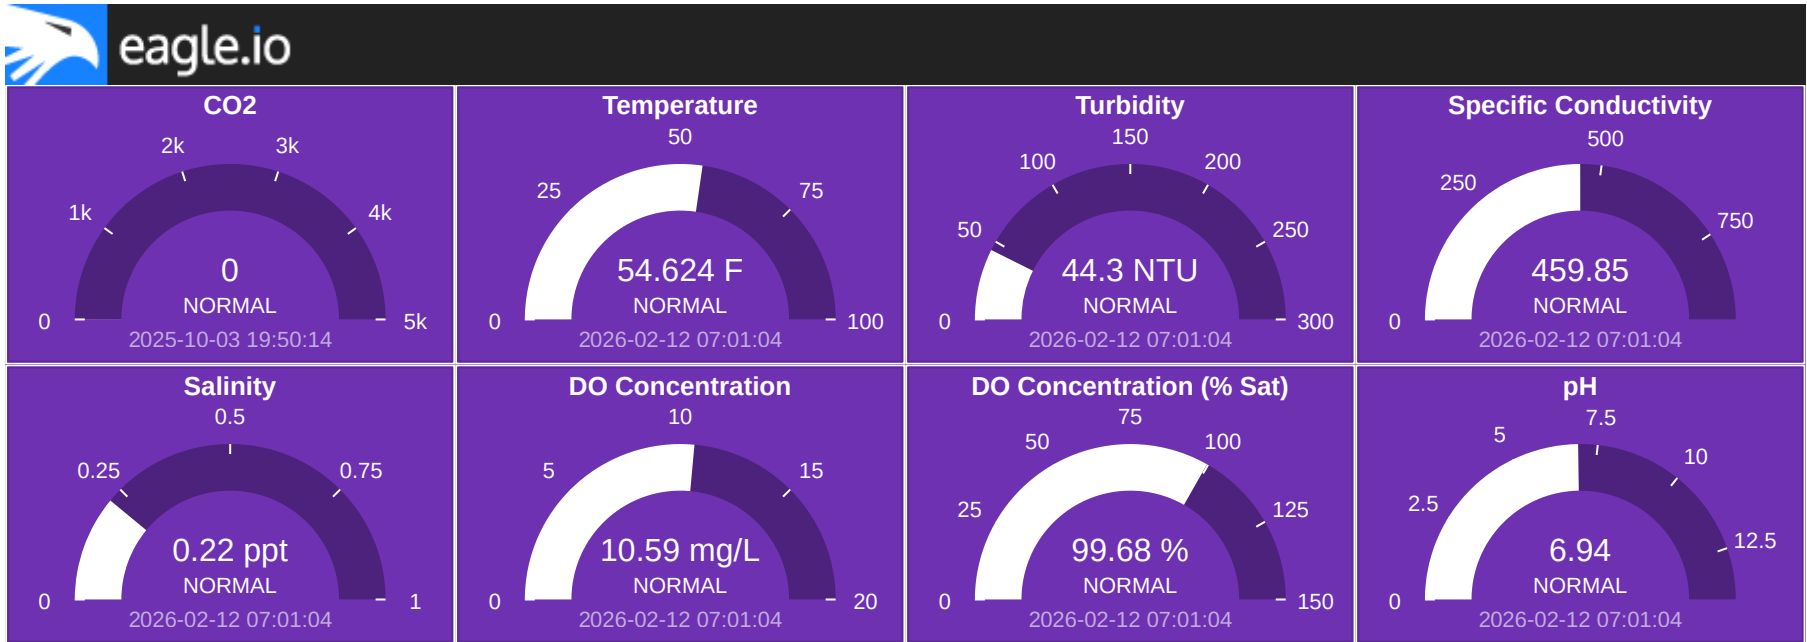 eagle.io
CO2
2k 3k
1k 4k
0 5k
0
NORMAL
2025-10-03 19:50:14
Temperature
50
25 75
0 100
54.624 F
NORMAL
2026-02-12 07:01:04
Turbidity
150
100 200
50 250
0 300
44.3 NTU
NORMAL
2026-02-12 07:01:04
Specific Conductivity
500
250
750
0
459.85
NORMAL
2026-02-12 07:01:04
Salinity
0.5
0.25 0.75
0 1
0.22 ppt
NORMAL
2026-02-12 07:01:04
DO Concentration
10
5 15
0 20
10.59 mg/L
NORMAL
2026-02-12 07:01:04
DO Concentration (% Sat)
75
50 100
25 125
0 150
99.68 %
NORMAL
2026-02-12 07:01:04
pH
7.5
5
10
2.5
12.5
0
6.94
NORMAL
2026-02-12 07:01:04